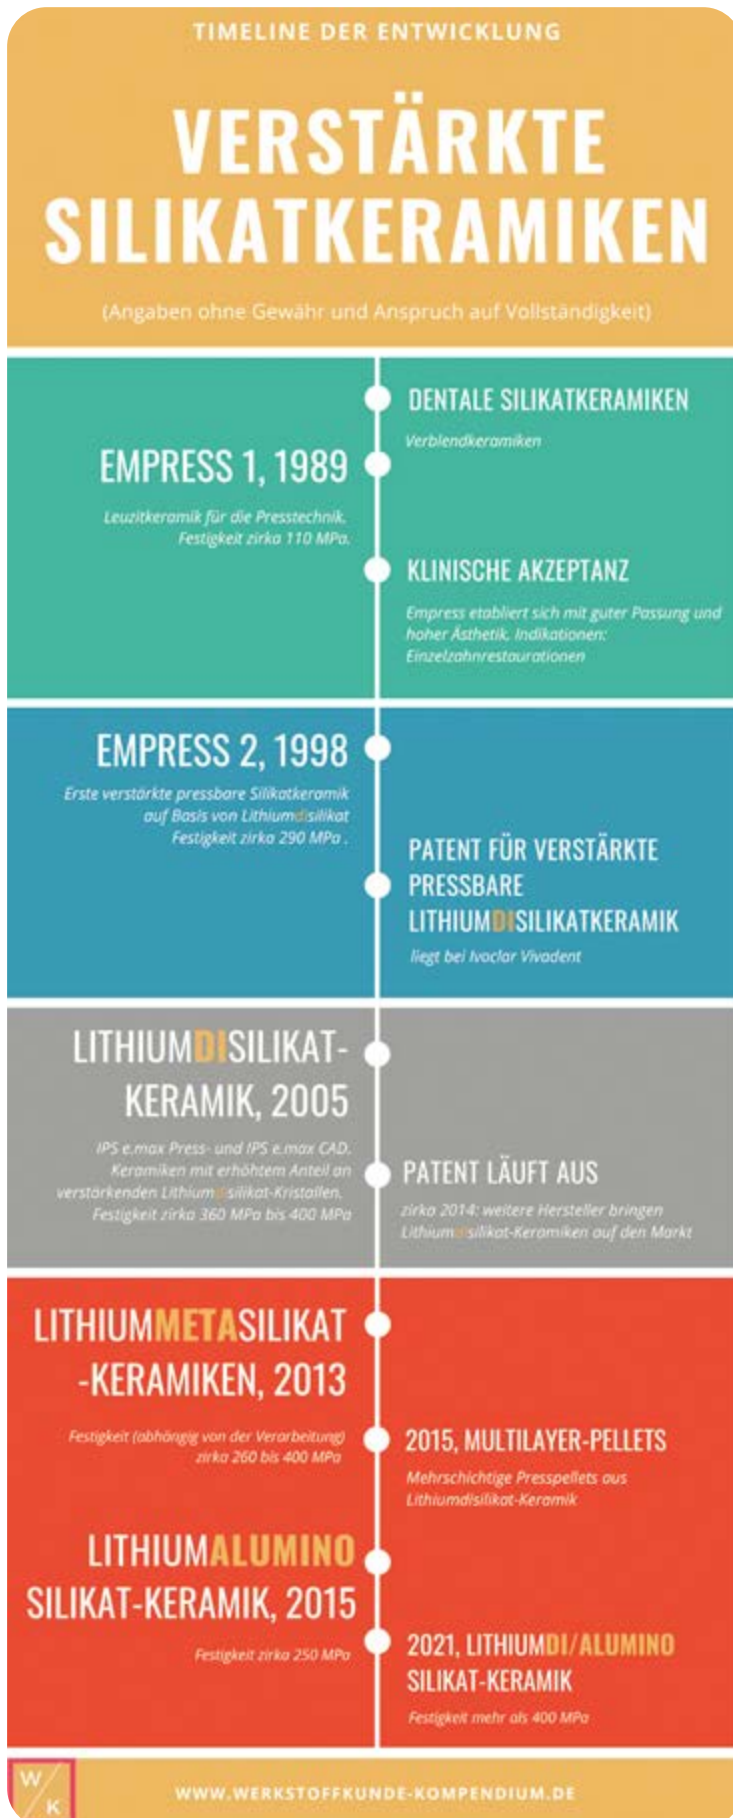 TIMELINE DER ENTWICKLUNG
VERSTÄRKTE
SILIKATKERAMIKEN
(Angaben ohne Gewähr und Anspruch auf Vollständigkeit)
DENTALE SILIKATKERAMIKEN
Verblendkeramiken
EMPRESS 1, 1989
Leuzitkeramik für die Presstechnik.
Festigkeit zirka 110 MPa.
KLINISCHE AKZEPTANZ
Empress etabliert sich mit guter Passung und
hoher Ästhetik. Indikationen:
Einzelzahnrestaurationen
EMPRESS 2, 1998
Erste verstärkte pressbare Silikatkeramik
auf Basis von Lithiumdisilikat
Festigkeit zirka 290 MPa .
PATENT FÜR VERSTÄRKTE
PRESSBARE
LITHIUMDISILIKATKERAMIK
liegt bei Ivoclar Vivadent
LITHIUMDISILIKAT-
KERAMIK, 2005
IPS e.max Press- und IPS e.max CAD.
Keramiken mit erhöhtem Anteil an
verstärkenden Lithiumdisilikat-Kristallen.
Festigkeit zirka 360 MPa bis 400 MPa
PATENT LÄUFT AUS
zirka 2014: weitere Hersteller bringen
Lithiumdisilikat-Keramiken auf den Markt
LITHIUMMETASILIKAT
-KERAMIKEN, 2013
Festigkeit (abhängig von der Verarbeitung)
zirka 260 bis 400 MPa
2015, MULTILAYER-PELLETS
Mehrschichtige Presspellets aus
Lithiumdisilikat-Keramik
LITHIUMALUMINO
SILIKAT-KERAMIK, 2015
Festigkeit zirka 250 MPa
2021, LITHIUMDI/ALUMINO
SILIKAT-KERAMIK
Festigkeit mehr als 400 MPa
W/K
WWW.WERKSTOFFKUNDE-KOMPENDIUM.DE